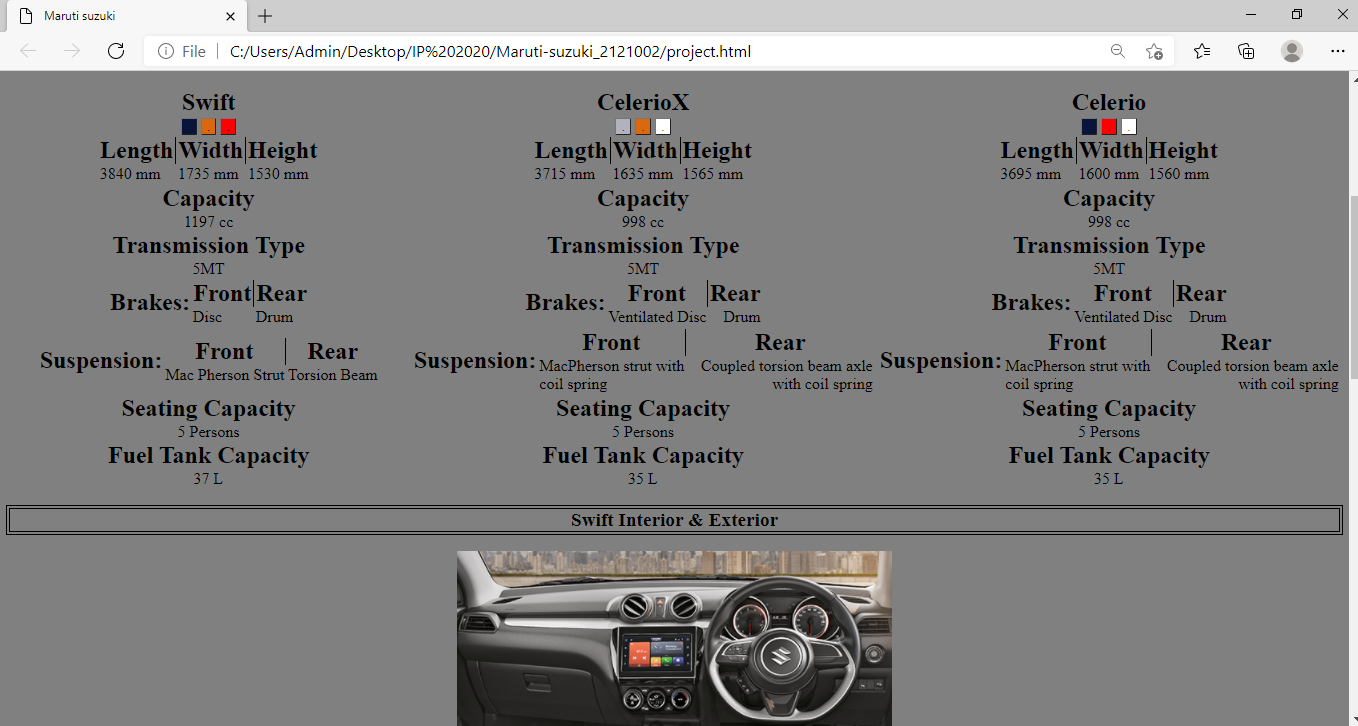 Maruti suzuki
File C:/Users/Admin/Desktop/IP%202020/Maruti-suzuki_2121002/project.html
Swift
Length Width Height
3840 mm 1735 mm 1530 mm
Capacity
1197 cc
Transmission Type
5MT
Brakes: Front Rear
Disc Drum
Suspension: Front Rear
Mac Pherson Strut Torsion Beam
Seating Capacity
5 Persons
Fuel Tank Capacity
37 L
CelerioX
Length Width Height
3715 mm 1635 mm 1565 mm
Capacity
998 cc
Transmission Type
5MT
Brakes: Front Rear
Ventilated Disc Drum
Suspension: Front Rear
MacPherson strut with Coupled torsion beam axle
coil spring with coil spring
Seating Capacity
5 Persons
Fuel Tank Capacity
35 L
Celerio
Length Width Height
3695 mm 1600 mm 1560 mm
Capacity
998 cc
Transmission Type
5MT
Brakes: Front Rear
Ventilated Disc Drum
Suspension: Front Rear
MacPherson strut with Coupled torsion beam axle
coil spring with coil spring
Seating Capacity
5 Persons
Fuel Tank Capacity
35 L
Swift Interior & Exterior